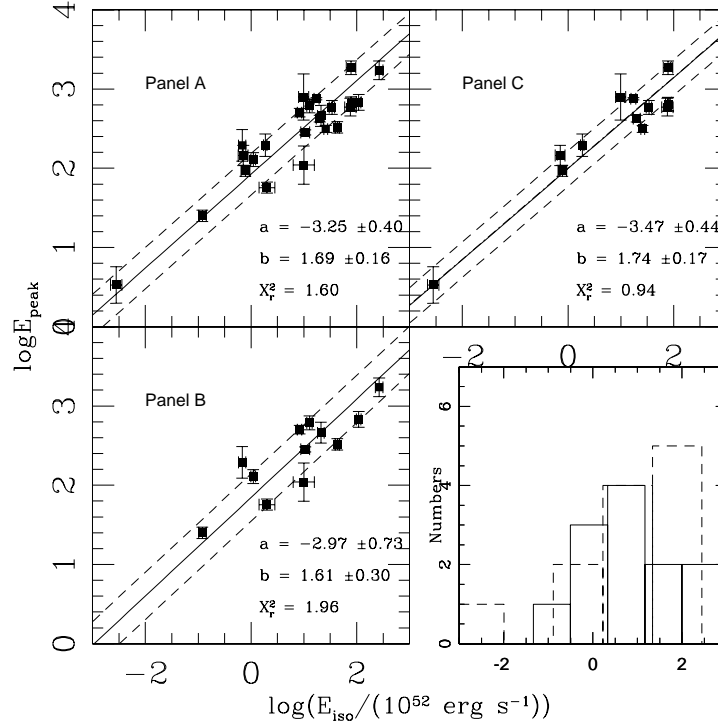 4
3
2
1
0
Panel A
a = −3.25 ±0.40
b = 1.69 ±0.16
X²r = 1.60
Panel C
a = −3.47 ±0.44
b = 1.74 ±0.17
X²r = 0.94
−2 0 2
logEpeak
3
2
1
0
Panel B
a = −2.97 ±0.73
b = 1.61 ±0.30
X²r = 1.96
−2 0 2
6
4
2
0
Numbers
-2 0 2
log(Eiso/(10⁵² erg s⁻¹))